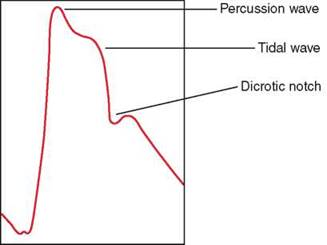 Percussion wave
Tidal wave
Dicrotic notch